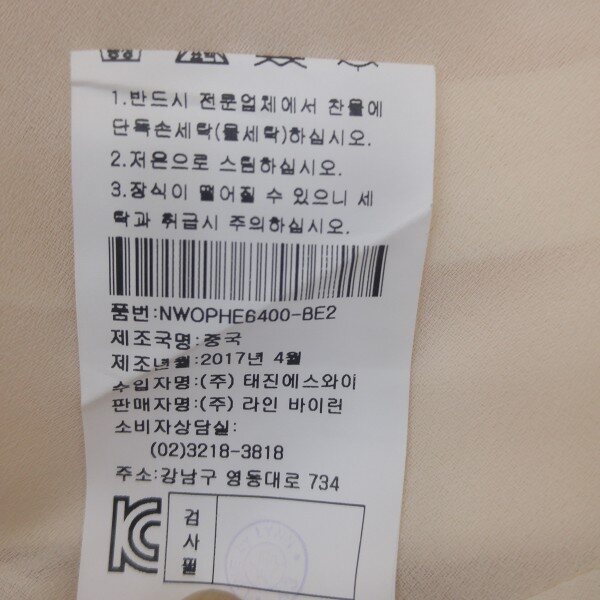 1.반드시 전문업체에서 찬물에
단독손세탁(물세탁)하십시오.
2.저온으로 스팀하십시오.
3.장식이 떨어질 수 있으니 세
탁과 취급시 주의하십시오.
품번:NWOPHE6400-BE2
제조국명:중국
제조년월:2017년 4월
수입자명:(주) 태진에스와이
판매자명:(주) 라인 바이린
소비자상담실:
(02)3218-3818
주소:강남구 영동대로 734
KC
검
사
필